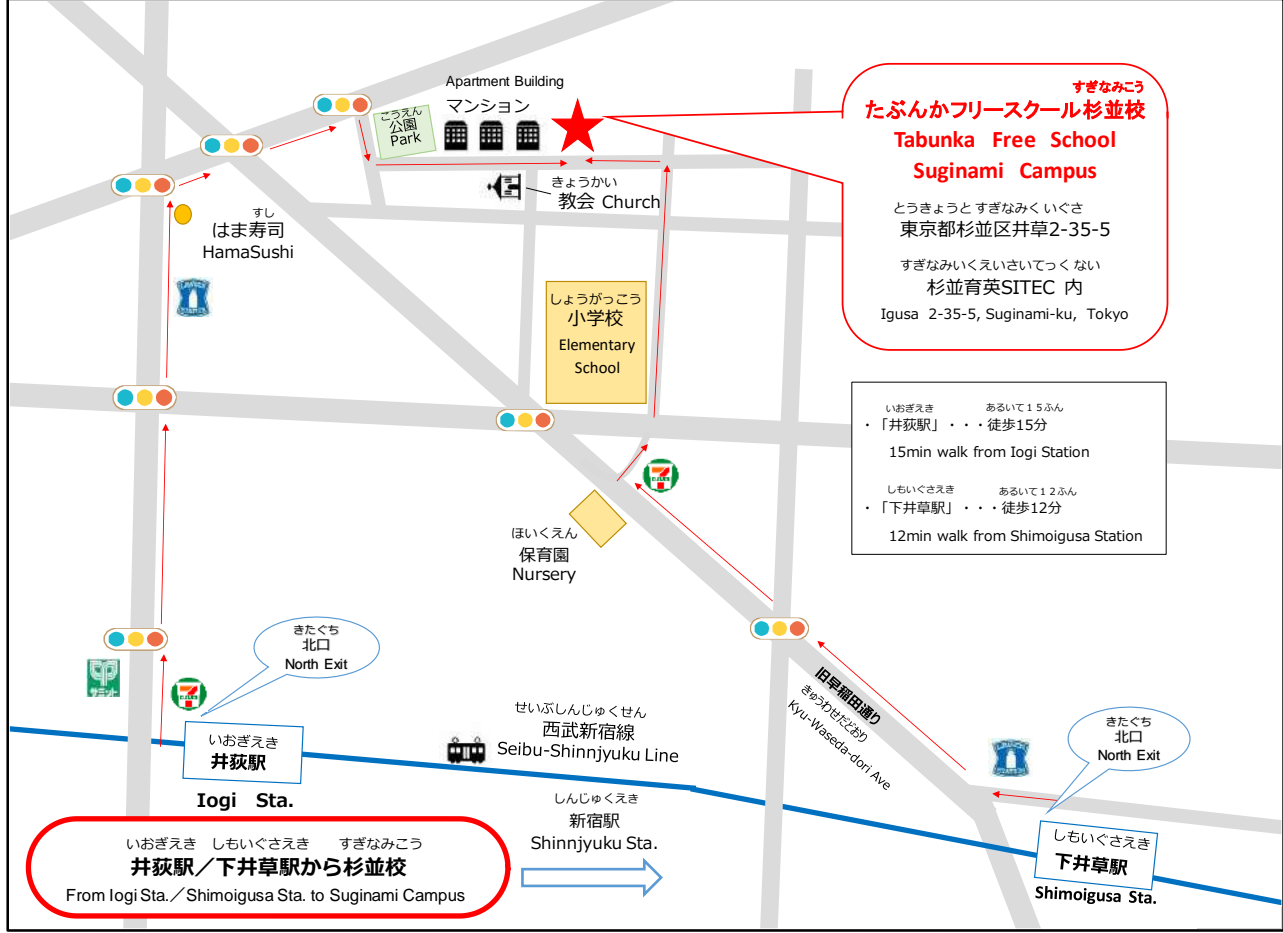 Apartment Building
マンション
こうえん
公園
Park
すぎなみこう
たぶんかフリースクール杉並校
Tabunka Free School
Suginami Campus
とうきょうと すぎなみく いぐさ
東京都杉並区井草2-35-5
すぎなみいくえいさいてっく ない
杉並育英SITEC 内
Igusa 2-35-5, Suginami-ku, Tokyo
きょうかい
教会 Church
すし
はま寿司
HamaSushi
しょうがっこう
小学校
Elementary
School
いおぎえき あるいて15ふん
・「井荻駅」・・・徒歩15分
15min walk from Iogi Station
しもいぐさえき あるいて12ふん
・「下井草駅」・・・徒歩12分
12min walk from Shimoigusa Station
ほいくえん
保育園
Nursery
きたぐち
北口
North Exit
サミット
旧早稲田通り
きゅうわせだどおり
Kyu-Waseda-dori Ave
せいぶしんじゅくせん
西武新宿線
Seibu-Shinnjyuku Line
きたぐち
北口
North Exit
いおぎえき
井荻駅
Iogi Sta.
しんじゅくえき
新宿駅
Shinnjyuku Sta.
しもいぐさえき
下井草駅
Shimoigusa Sta.
いおぎえき しもいぐさえき すぎなみこう
井荻駅／下井草駅から杉並校
From Iogi Sta.／Shimoigusa Sta. to Suginami Campus